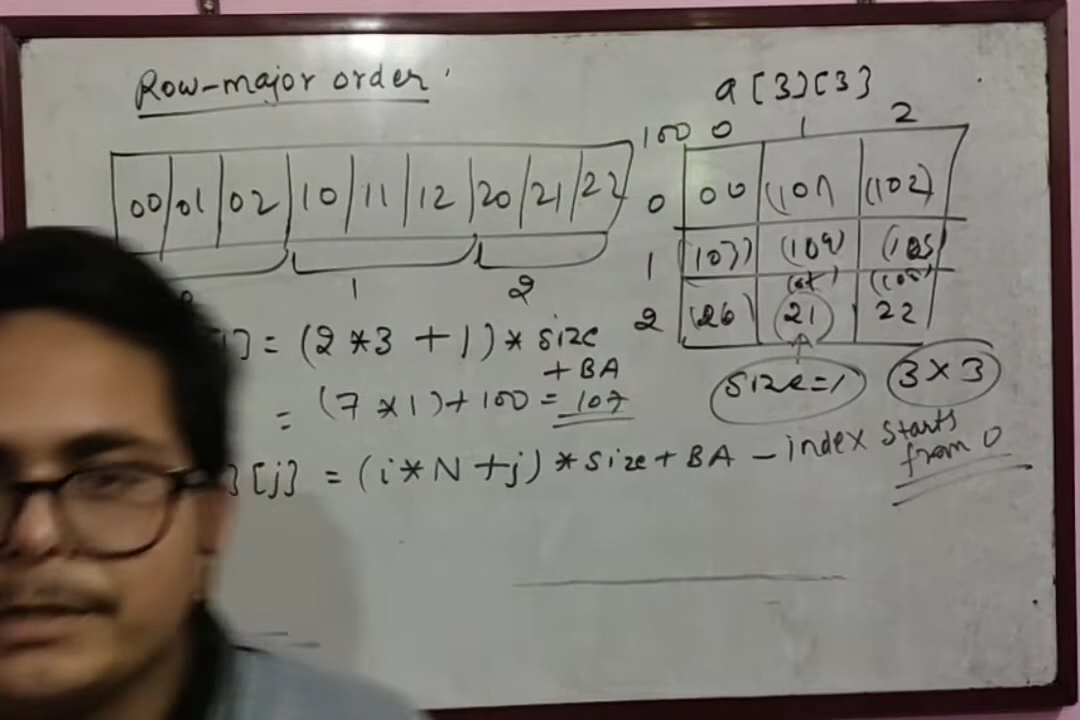 Row-major order
a[3][3]
100 0 1 2
00 01 02 10 11 12 20 21 22
0 00 (101) (102)
1 (103) (104) (105)
1 2
2 21 22
] = (2*3 + 1) * size
+ BA
size=1 3 x 3
= (7 * 1) + 100 = 107
][j] = (i * N + j) * size + BA - index starts
from 0